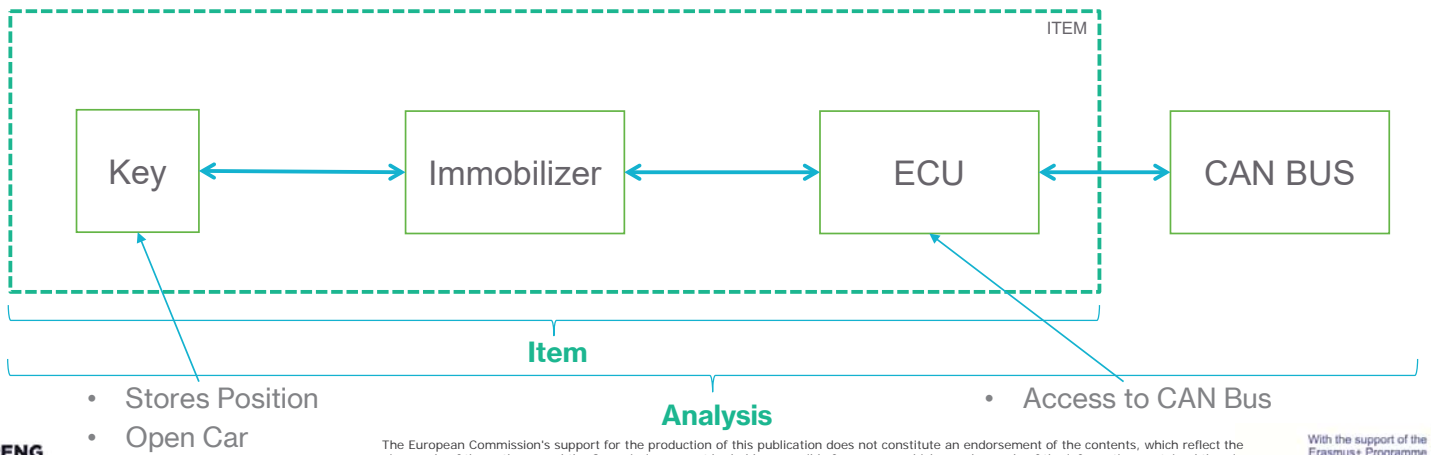 ITEM
Key
Immobilizer
ECU
CAN BUS
Item
• Stores Position
• Open Car
Analysis
• Access to CAN Bus
ENG
The European Commission's support for the production of this publication does not constitute an endorsement of the contents, which reflect the
With the support of the
Erasmus+ Programme